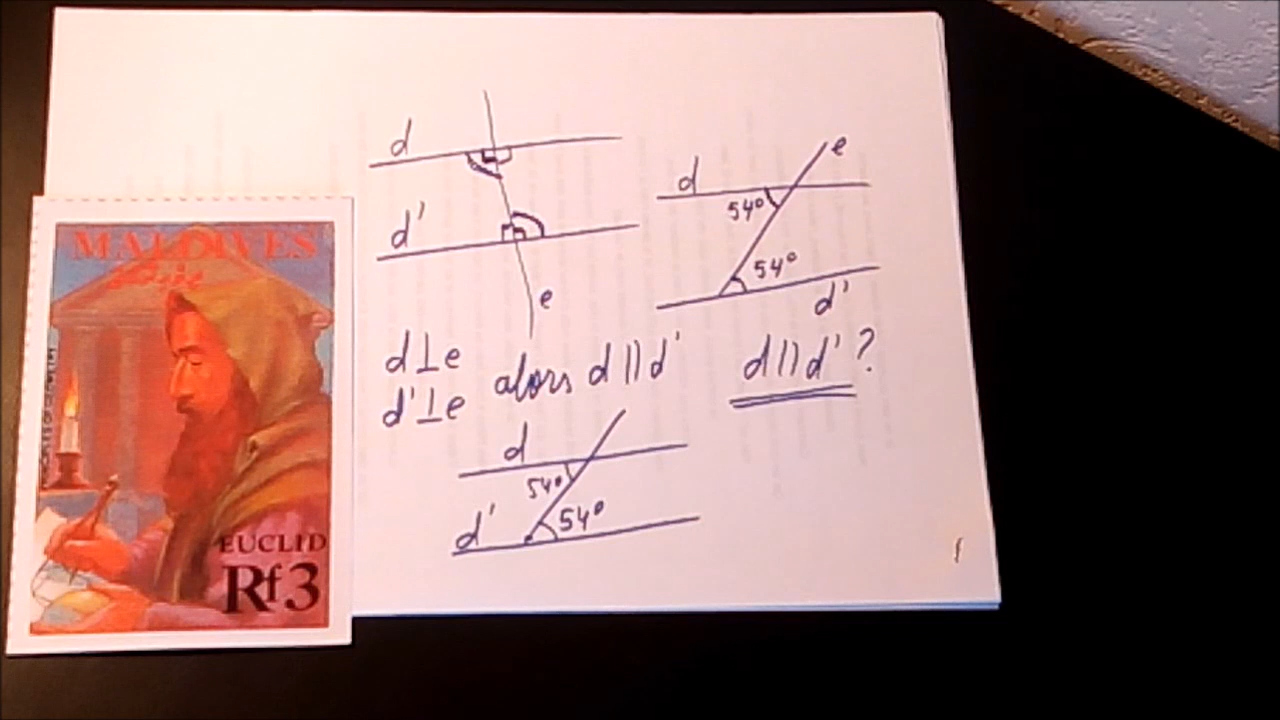 MALDIVES
EUCLID
Rf3
d
d'
e
d⊥e
d'⊥e
alors d // d'
d
e
54°
54°
d'
d // d' ?
d
54°
d'
54°